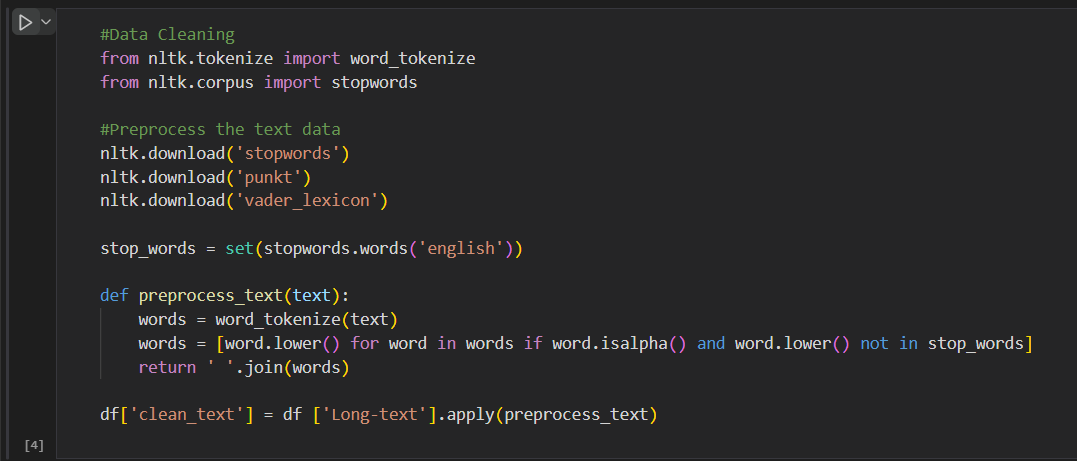 #Data Cleaning
from nltk.tokenize import word_tokenize
from nltk.corpus import stopwords
#Preprocess the text data
nltk.download('stopwords')
nltk.download('punkt')
nltk.download('vader_lexicon')
stop_words = set(stopwords.words('english'))
def preprocess_text(text):
    words = word_tokenize(text)
    words = [word.lower() for word in words if word.isalpha() and word.lower() not in stop_words]
    return ' '.join(words)
df['clean_text'] = df ['Long-text'].apply(preprocess_text)
[4]